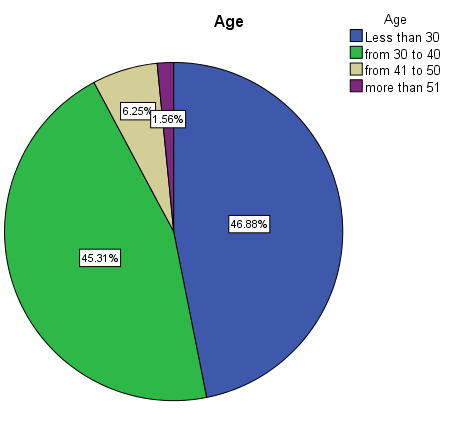 Age
Age
Less than 30
from 30 to 40
from 41 to 50
more than 51
6.25%
1.56%
46.88%
45.31%